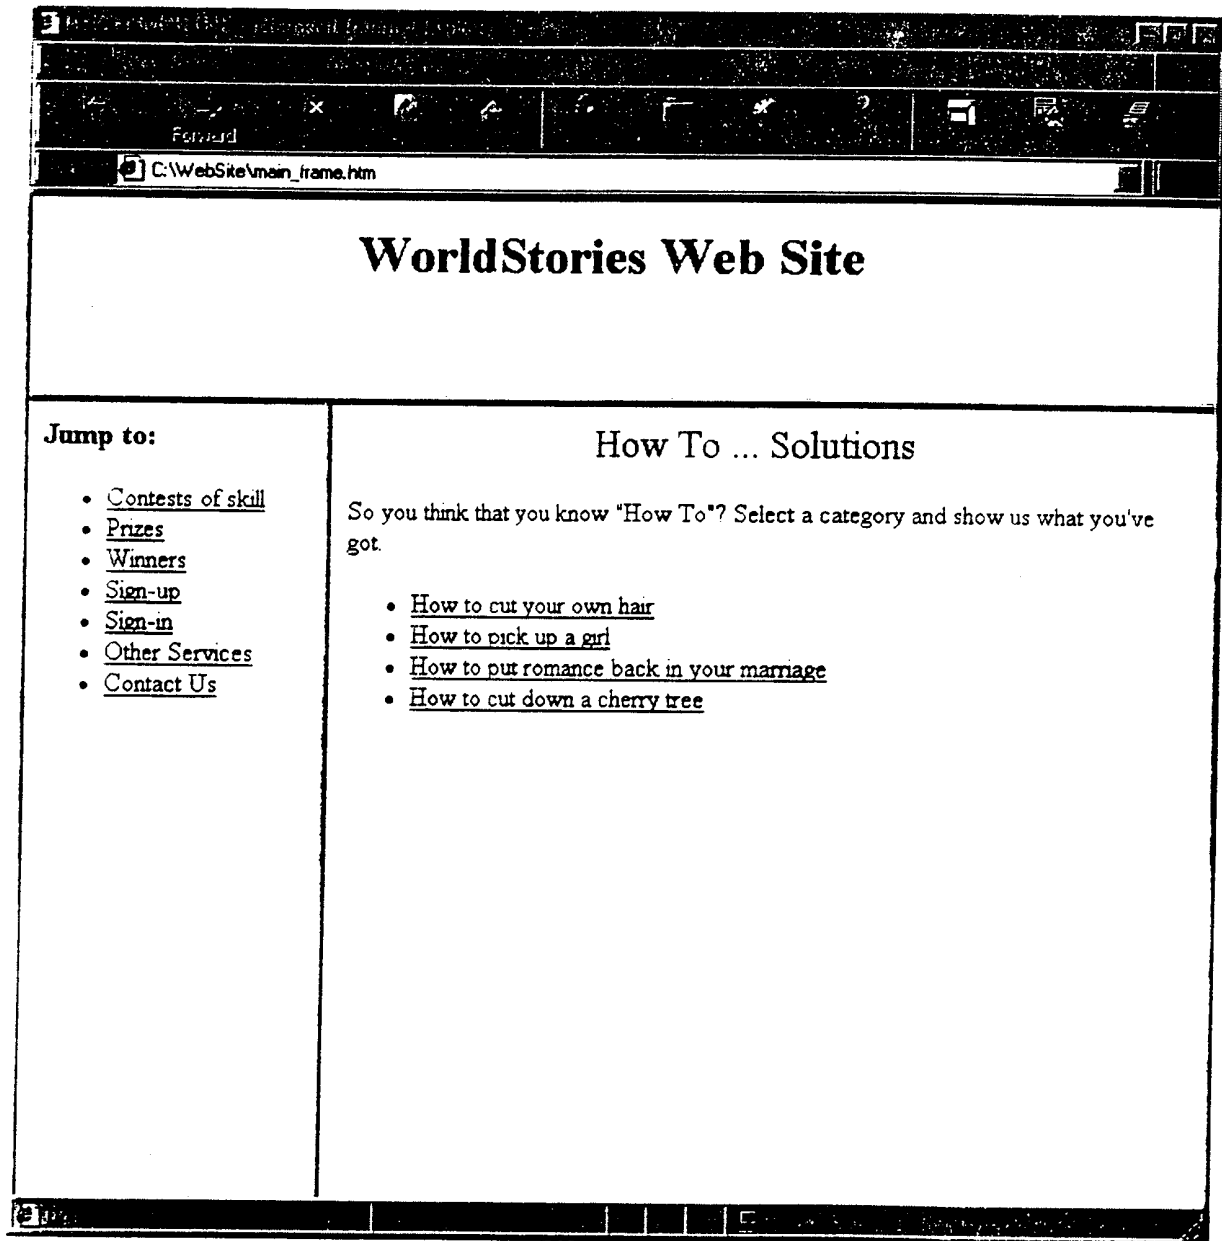 Forward
C:\WebSite\main_frame.htm
WorldStories Web Site
Jump to:
• Contests of skill
• Prizes
• Winners
• Sign-up
• Sign-in
• Other Services
• Contact Us
How To ... Solutions
So you think that you know "How To"? Select a category and show us what you've
got.
• How to cut your own hair
• How to pick up a girl
• How to put romance back in your marriage
• How to cut down a cherry tree